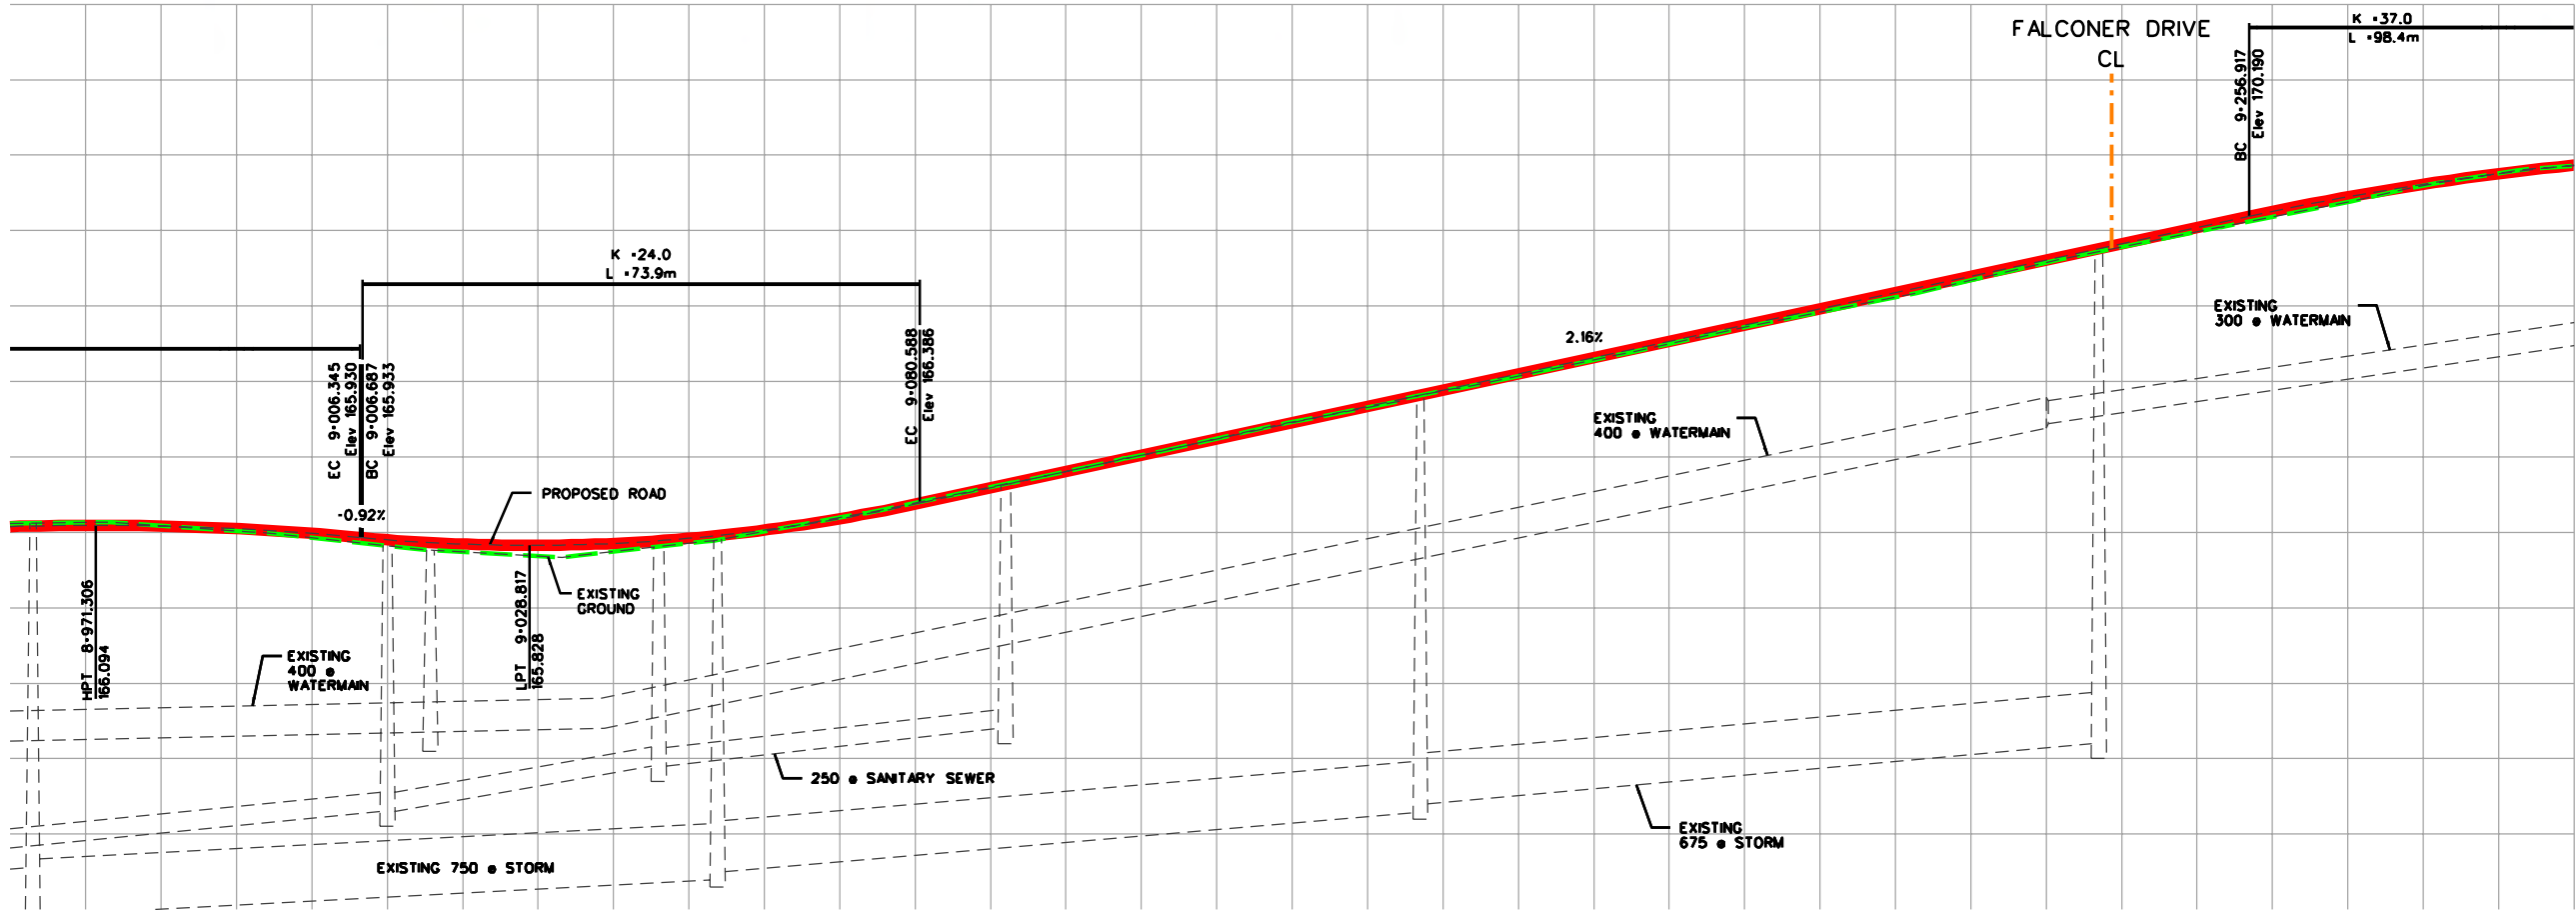 FALCONER DRIVE
CL
K =37.0
L =98.4m
BC 9+256.917
Elev 170.190
K =24.0
L =73.9m
EC 9+006.345
Elev 165.930
BC 9+006.687
Elev 165.933
EC 9+080.588
Elev 166.386
2.16%
EXISTING
300 ø WATERMAIN
EXISTING
400 ø WATERMAIN
-0.92%
PROPOSED ROAD
EXISTING
GROUND
HPT 8+971.306
166.094
LPT 9+028.817
165.828
EXISTING
400 ø
WATERMAIN
250 ø SANITARY SEWER
EXISTING
675 ø STORM
EXISTING 750 ø STORM